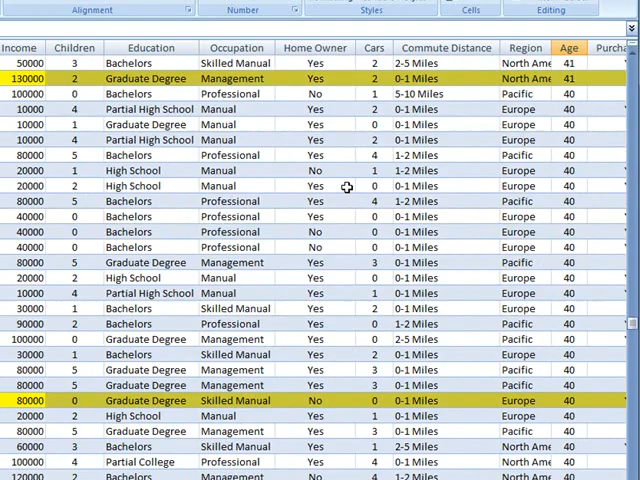 Alignment Number Styles Cells Editing
Income Children Education Occupation Home Owner Cars Commute Distance Region Age Purcha
50000 3 Bachelors Skilled Manual Yes 2 2-5 Miles North Ame 41
130000 2 Graduate Degree Management Yes 2 0-1 Miles North Ame 41
100000 0 Bachelors Professional No 1 5-10 Miles Pacific 40
10000 4 Partial High School Manual Yes 2 0-1 Miles Europe 40
10000 1 Graduate Degree Manual Yes 0 0-1 Miles Europe 40
10000 4 Partial High School Manual Yes 2 0-1 Miles Europe 40
80000 5 Bachelors Professional Yes 4 1-2 Miles Pacific 40
20000 1 High School Manual No 1 1-2 Miles Europe 40
20000 2 High School Manual Yes 0 0-1 Miles Europe 40
80000 5 Bachelors Professional Yes 4 1-2 Miles Europe 40
40000 0 Bachelors Professional Yes 0 0-1 Miles Europe 40
40000 0 Bachelors Professional No 0 0-1 Miles Europe 40
40000 0 Bachelors Professional No 0 0-1 Miles Europe 40
80000 5 Graduate Degree Management Yes 3 0-1 Miles Pacific 40
20000 2 High School Manual Yes 0 0-1 Miles Europe 40
10000 4 Partial High School Manual Yes 1 0-1 Miles Europe 40
30000 1 Bachelors Skilled Manual Yes 2 0-1 Miles Europe 40
90000 2 Bachelors Professional Yes 0 1-2 Miles Pacific 40
100000 0 Graduate Degree Management Yes 0 2-5 Miles Pacific 40
30000 1 Bachelors Skilled Manual Yes 2 0-1 Miles Europe 40
80000 5 Graduate Degree Management Yes 3 0-1 Miles Pacific 40
80000 5 Graduate Degree Management Yes 3 0-1 Miles Pacific 40
80000 0 Graduate Degree Skilled Manual No 0 0-1 Miles Europe 40
20000 2 High School Manual Yes 1 0-1 Miles Europe 40
80000 5 Graduate Degree Management Yes 3 0-1 Miles Pacific 40
60000 3 Bachelors Skilled Manual Yes 1 2-5 Miles North Ame 40
100000 4 Partial College Professional Yes 4 0-1 Miles North Ame 40
120000 2 Bachelors Management No 4 1-2 Miles North Ame 40